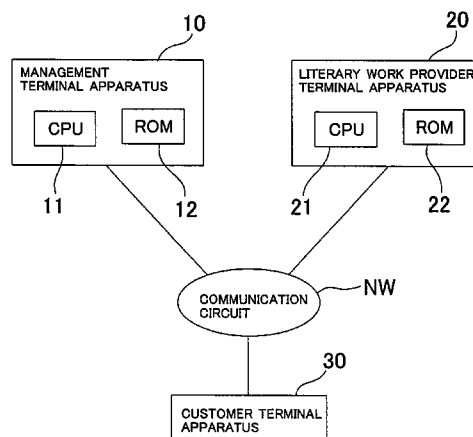 10
20
MANAGEMENT
TERMINAL APPARATUS
LITERARY WORK PROVIDER
TERMINAL APPARATUS
CPU
ROM
CPU
ROM
11
12
21
22
COMMUNICATION
CIRCUIT
NW
30
CUSTOMER TERMINAL
APPARATUS